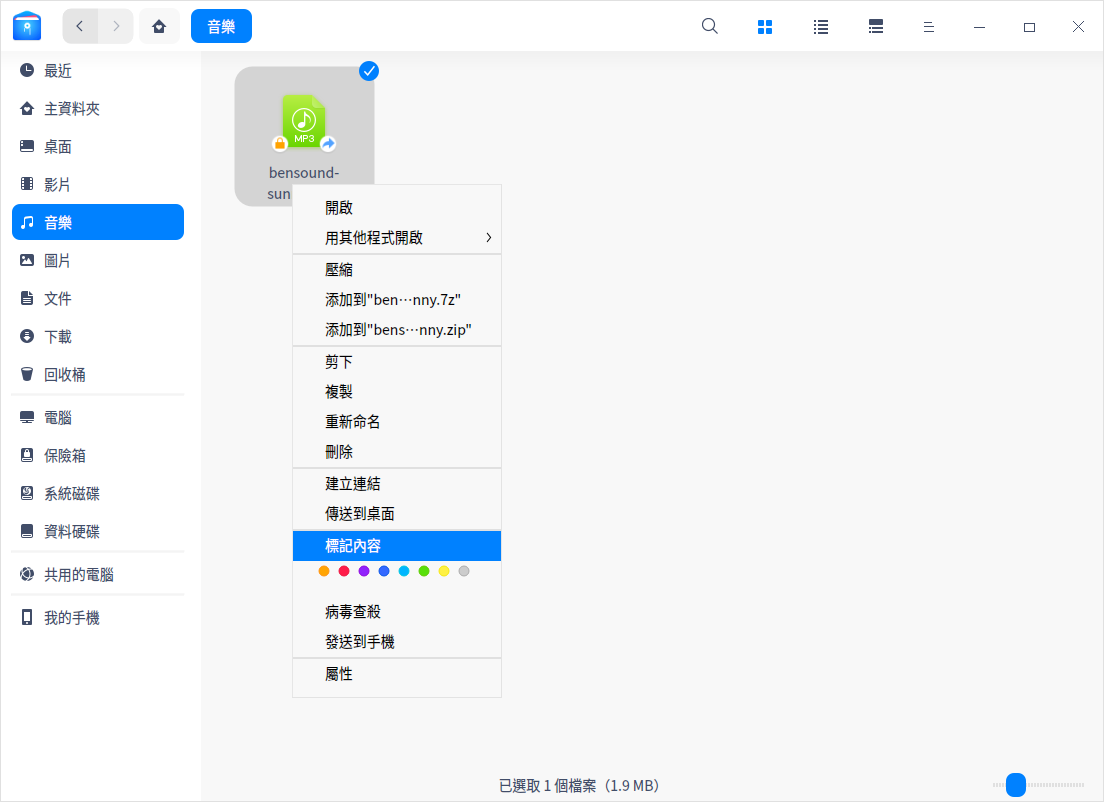 音樂
最近
主資料夾
桌面
影片
音樂
圖片
文件
下載
回收桶
電腦
保險箱
系統磁碟
資料硬碟
共用的電腦
我的手機
MP3
bensound-
sun
開啟
用其他程式開啟
壓縮
添加到"ben⋯nny.7z"
添加到"bens⋯nny.zip"
剪下
複製
重新命名
刪除
建立連結
傳送到桌面
標記內容
病毒查殺
發送到手機
屬性
已選取 1 個檔案（1.9 MB）